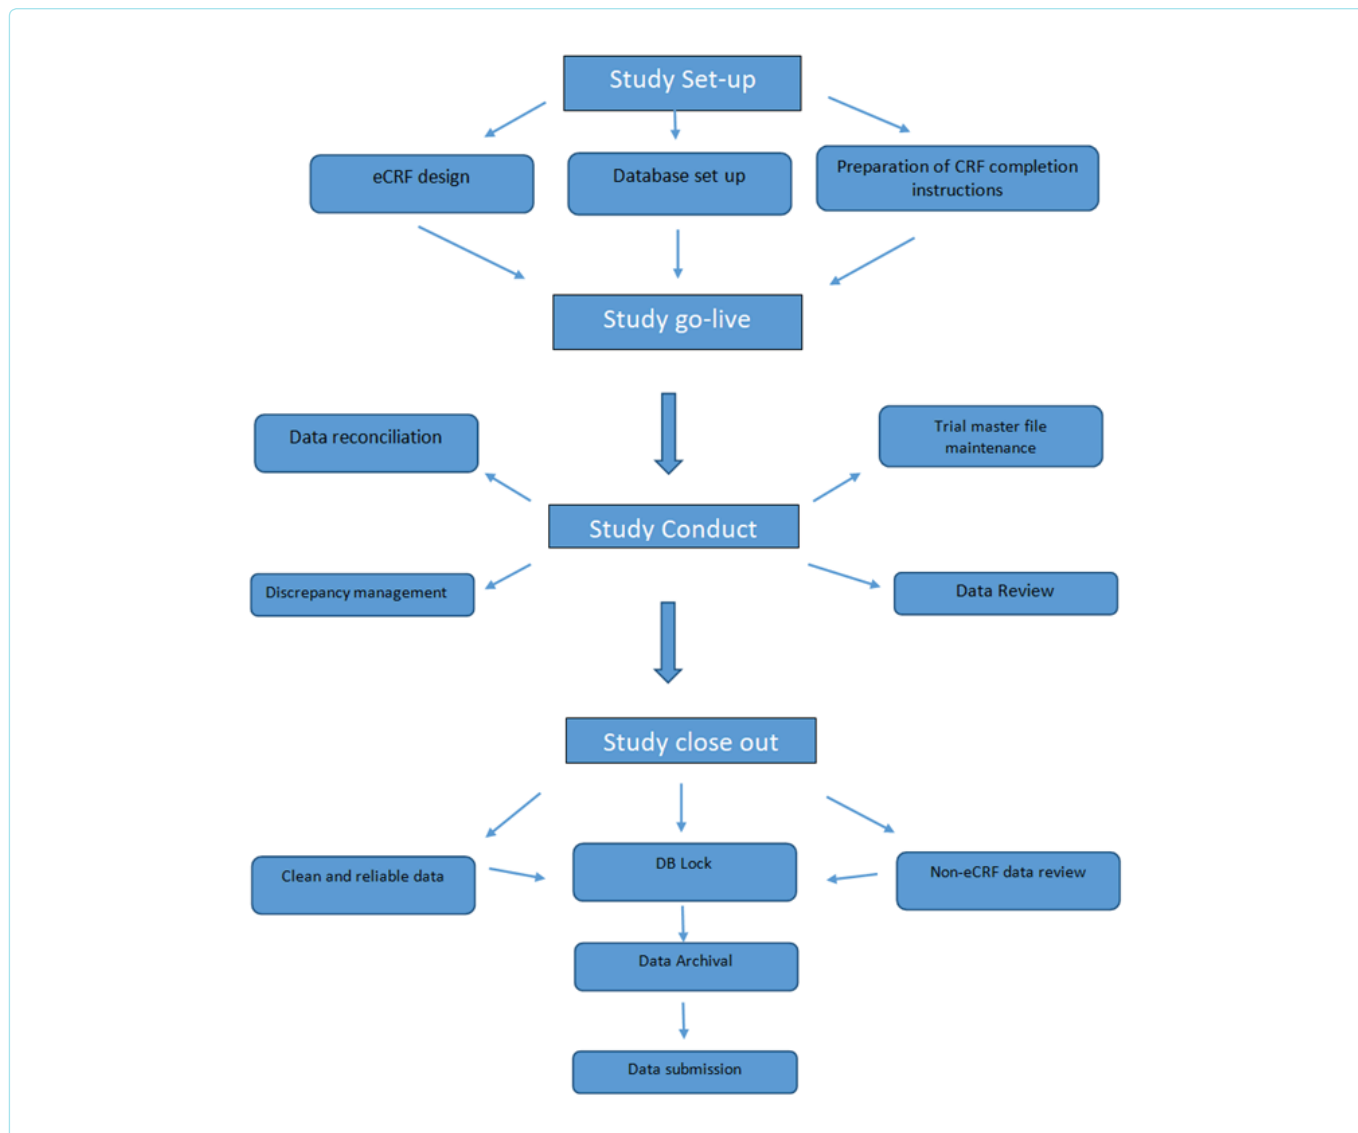 Study Set-up
eCRF design
Database set up
Preparation of CRF completion
instructions
Study go-live
Data reconciliation
Trial master file
maintenance
Study Conduct
Discrepancy management
Data Review
Study close out
Clean and reliable data
DB Lock
Non-eCRF data review
Data Archival
Data submission